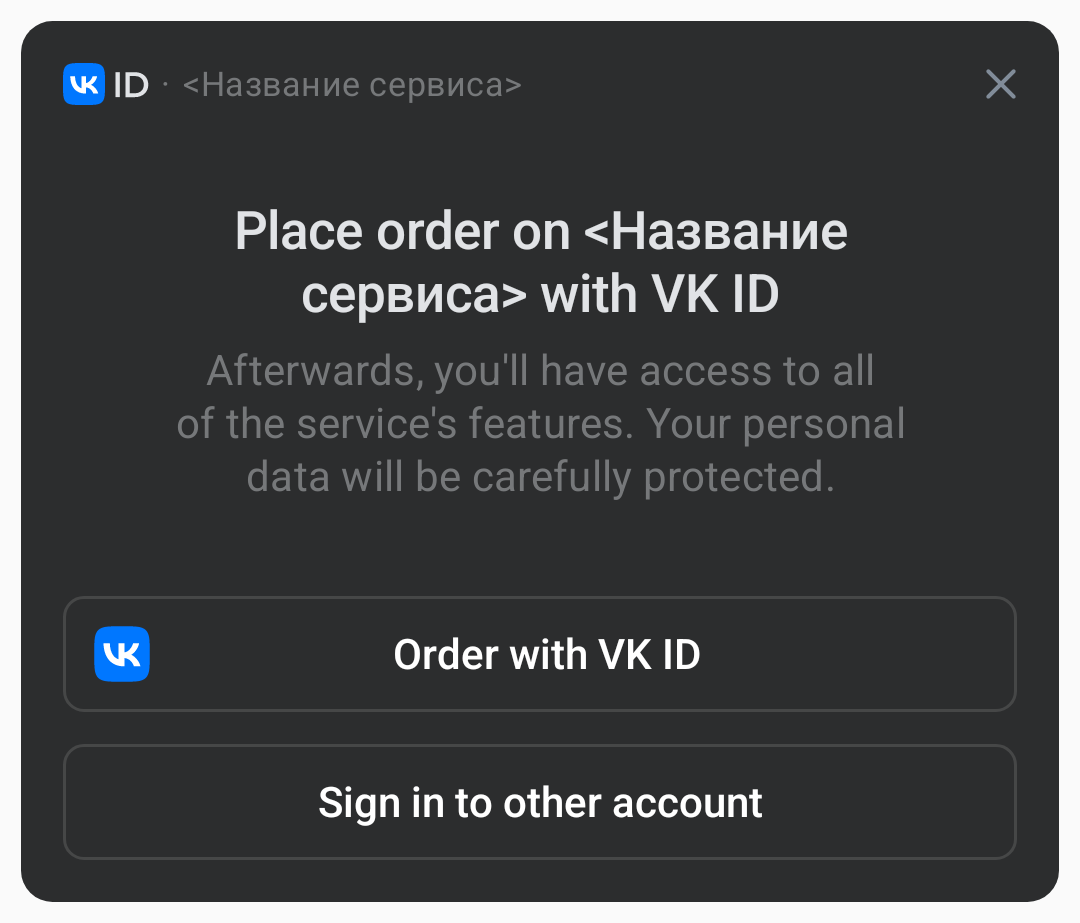 VK ID · <Название сервиса>
Place order on <Название
сервиса> with VK ID
Afterwards, you'll have access to all
of the service's features. Your personal
data will be carefully protected.
VK Order with VK ID
Sign in to other account